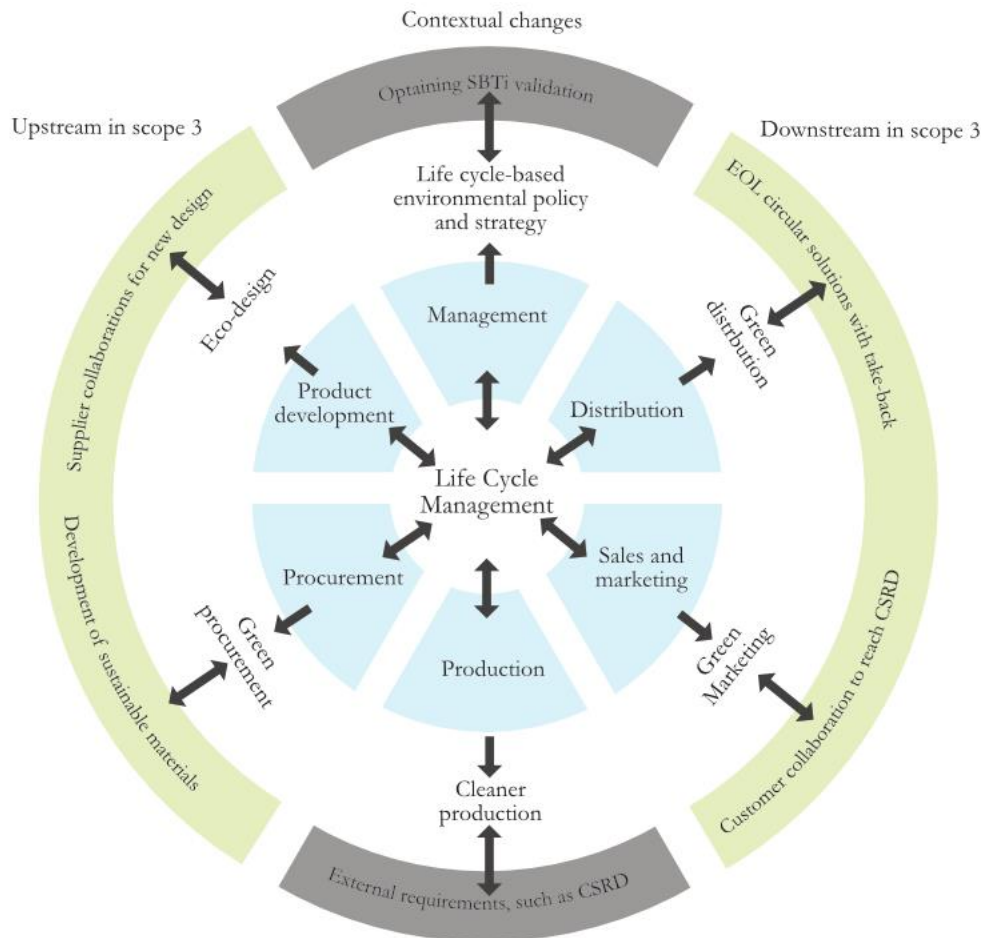 Contextual changes
Optaining SBTi validation
Upstream in scope 3
Downstream in scope 3
Life cycle-based
environmental policy
and strategy
Supplier collaborations for new design
EOL circular solutions with take-back
Eco-design
Green
distrbution
Management
Product
development
Distribution
Life Cycle
Management
Procurement
Sales and
marketing
Production
Green
procurement
Green
Marketing
Development of sustainable materials
Customer collaboration to reach CSRD
Cleaner
production
External requirements, such as CSRD